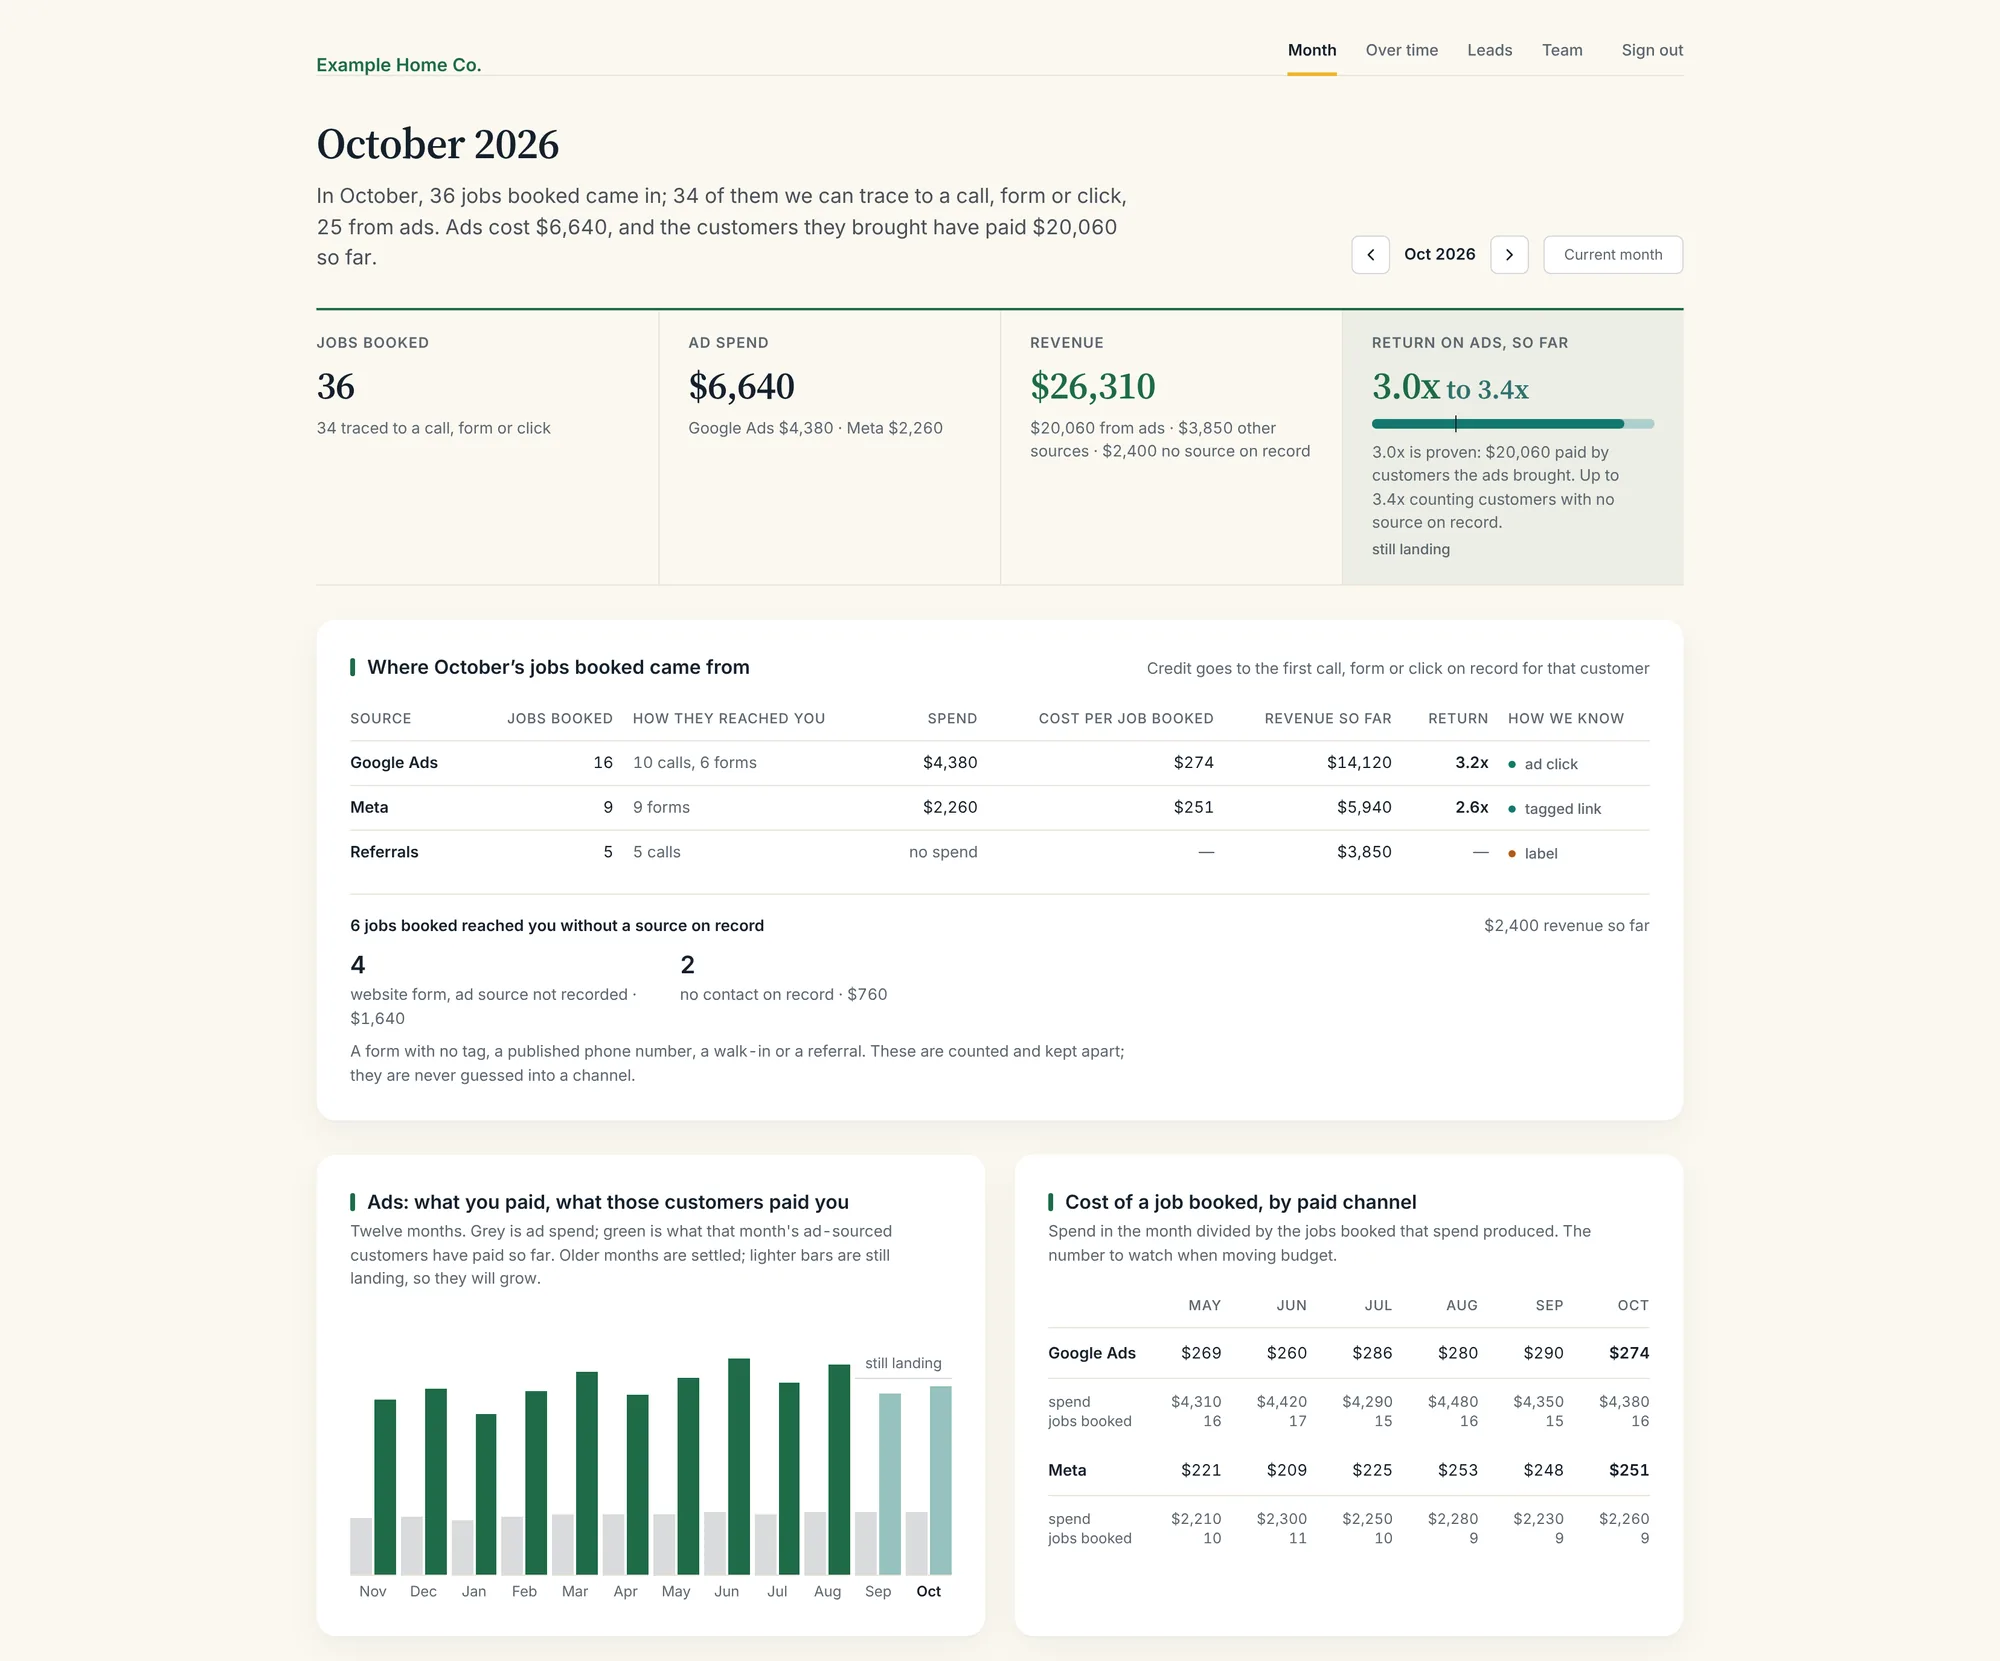 Example Home Co.
Month Over time Leads Team Sign out
October 2026
In October, 36 jobs booked came in; 34 of them we can trace to a call, form or click,
25 from ads. Ads cost $6,640, and the customers they brought have paid $20,060
so far.
Oct 2026 Current month
JOBS BOOKED
36
34 traced to a call, form or click
AD SPEND
$6,640
Google Ads $4,380 · Meta $2,260
REVENUE
$26,310
$20,060 from ads · $3,850 other
sources · $2,400 no source on record
RETURN ON ADS, SO FAR
3.0x to 3.4x
3.0x is proven: $20,060 paid by
customers the ads brought. Up to
3.4x counting customers with no
source on record.
still landing
Where October’s jobs booked came from
Credit goes to the first call, form or click on record for that customer
SOURCE JOBS BOOKED HOW THEY REACHED YOU SPEND COST PER JOB BOOKED REVENUE SO FAR RETURN HOW WE KNOW
Google Ads 16 10 calls, 6 forms $4,380 $274 $14,120 3.2x ad click
Meta 9 9 forms $2,260 $251 $5,940 2.6x tagged link
Referrals 5 5 calls no spend — $3,850 — label
6 jobs booked reached you without a source on record $2,400 revenue so far
4
website form, ad source not recorded ·
$1,640
2
no contact on record · $760
A form with no tag, a published phone number, a walk-in or a referral. These are counted and kept apart;
they are never guessed into a channel.
Ads: what you paid, what those customers paid you
Twelve months. Grey is ad spend; green is what that month's ad-sourced
customers have paid so far. Older months are settled; lighter bars are still
landing, so they will grow.
still landing
Nov Dec Jan Feb Mar Apr May Jun Jul Aug Sep Oct
Cost of a job booked, by paid channel
Spend in the month divided by the jobs booked that spend produced. The
number to watch when moving budget.
MAY JUN JUL AUG SEP OCT
Google Ads $269 $260 $286 $280 $290 $274
spend $4,310 $4,420 $4,290 $4,480 $4,350 $4,380
jobs booked 16 17 15 16 15 16
Meta $221 $209 $225 $253 $248 $251
spend $2,210 $2,300 $2,250 $2,280 $2,230 $2,260
jobs booked 10 11 10 9 9 9